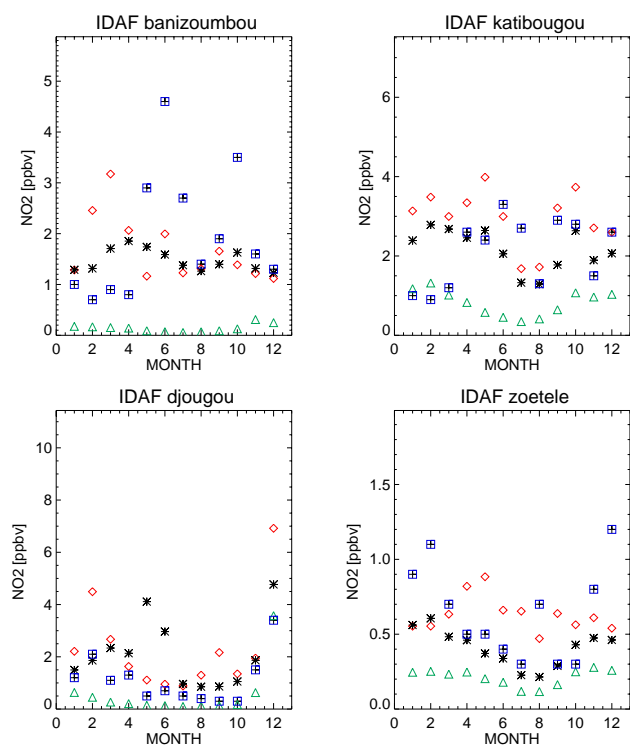 IDAF banizoumbou
NO2 [ppbv]
5
4
3
2
1
0
0 2 4 6 8 10 12
MONTH
IDAF katibougou
NO2 [ppbv]
6
4
2
0
0 2 4 6 8 10 12
MONTH
IDAF djougou
NO2 [ppbv]
10
8
6
4
2
0
0 2 4 6 8 10 12
MONTH
IDAF zoetele
NO2 [ppbv]
1.5
1.0
0.5
0.0
0 2 4 6 8 10 12
MONTH